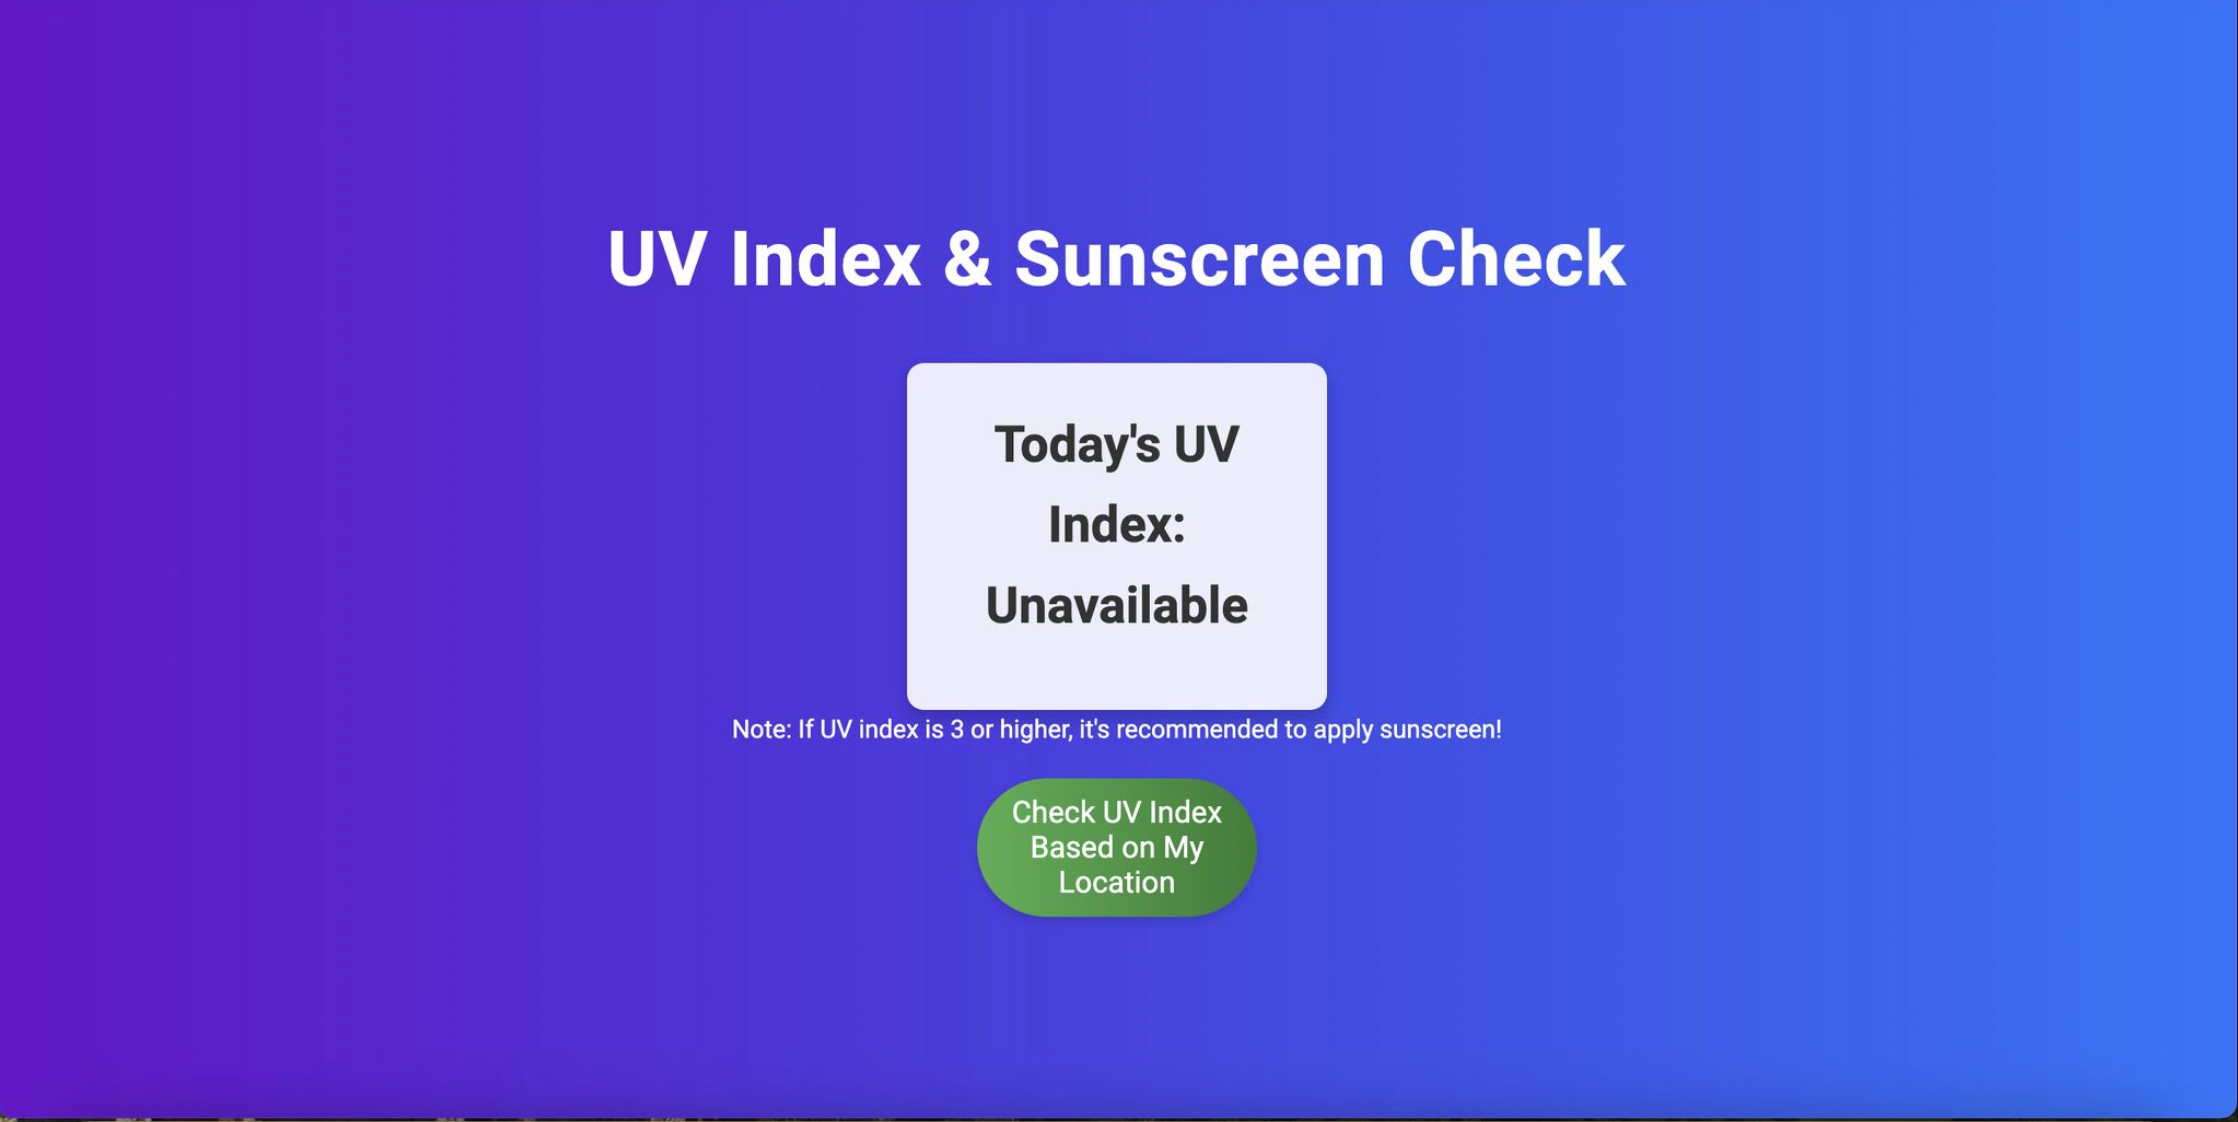 UV Index & Sunscreen Check
Today's UV
Index:
Unavailable
Note: If UV index is 3 or higher, it's recommended to apply sunscreen!
Check UV Index
Based on My
Location